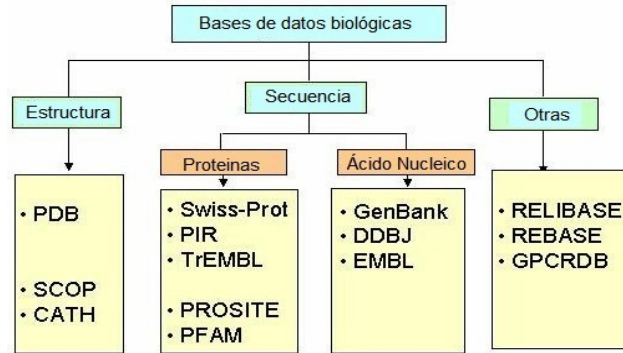 Bases de datos biológicas
Estructura
Secuencia
Otras
Proteinas
Ácido Nucleico
• PDB
• SCOP
• CATH
• Swiss-Prot
• PIR
• TrEMBL
• PROSITE
• PFAM
• GenBank
• DDBJ
• EMBL
• RELIBASE
• REBASE
• GPCRDB